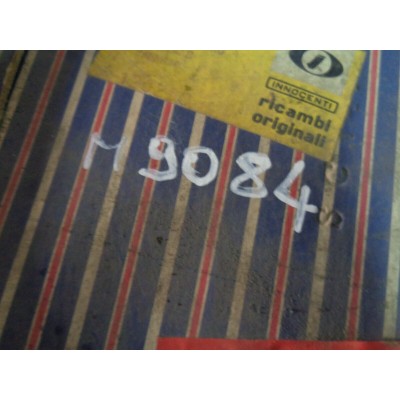 INNOCENTI
ricambi
originali
M 9084